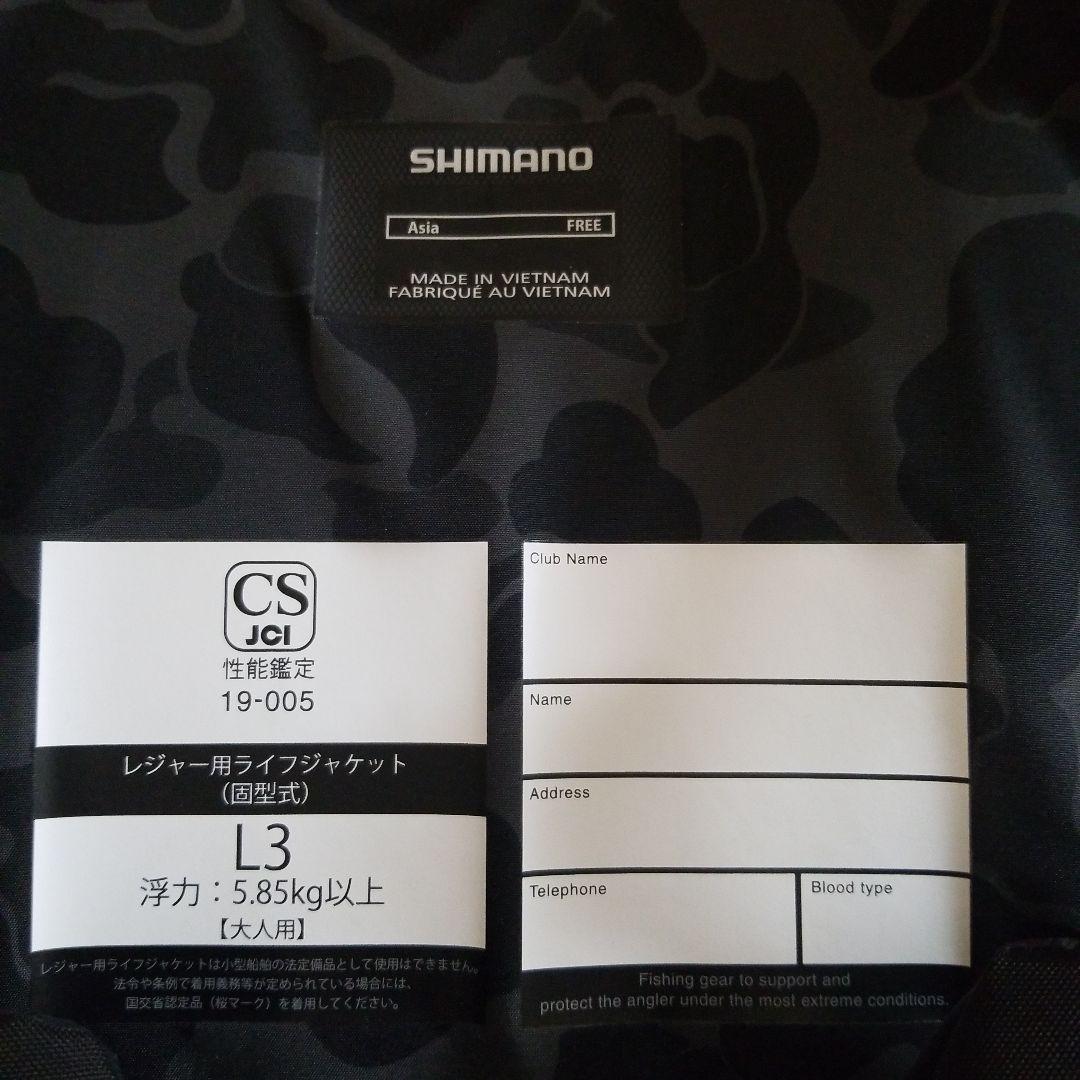 SHIMANO
Asia FREE
MADE IN VIETNAM
FABRIQUÉ AU VIETNAM
CS
JCI
性能鑑定
19-005
レジャー用ライフジャケット
（固型式）
L3
浮力：5.85kg以上
【大人用】
レジャー用ライフジャケットは小型船舶の法定備品として使用はできません。
法令や条例で着用義務等が定められている場合には、
国交省認定品（桜マーク）を着用してください。
Club Name
Name
Address
Telephone
Blood type
Fishing gear to support and
protect the angler under the most extreme conditions.